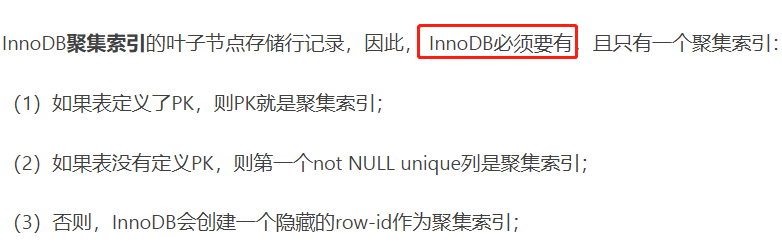 InnoDB聚集索引的叶子节点存储行记录，因此，InnoDB必须要有，且只有一个聚集索引：
（1）如果表定义了PK，则PK就是聚集索引；
（2）如果表没有定义PK，则第一个not NULL unique列是聚集索引；
（3）否则，InnoDB会创建一个隐藏的row-id作为聚集索引；